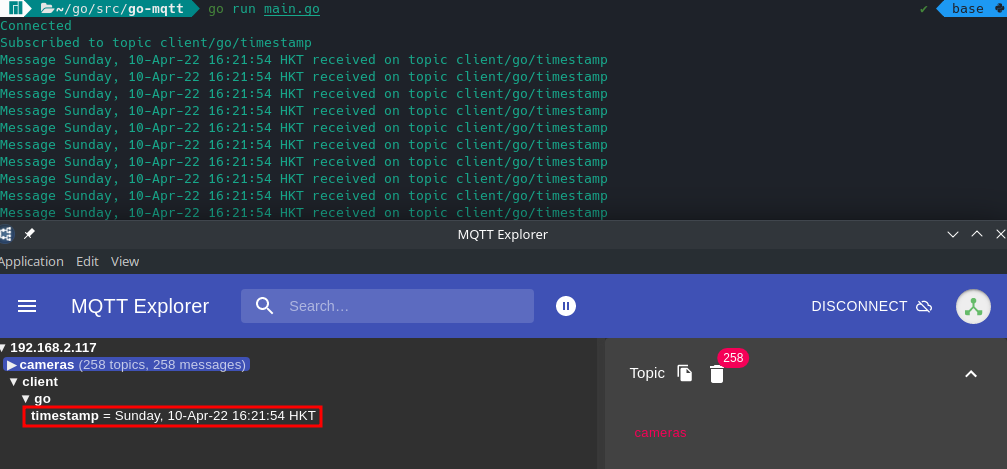 ~/go/src/go-mqtt go run main.go ✔ base
Connected
Subscribed to topic client/go/timestamp
Message Sunday, 10-Apr-22 16:21:54 HKT received on topic client/go/timestamp
Message Sunday, 10-Apr-22 16:21:54 HKT received on topic client/go/timestamp
Message Sunday, 10-Apr-22 16:21:54 HKT received on topic client/go/timestamp
Message Sunday, 10-Apr-22 16:21:54 HKT received on topic client/go/timestamp
Message Sunday, 10-Apr-22 16:21:54 HKT received on topic client/go/timestamp
Message Sunday, 10-Apr-22 16:21:54 HKT received on topic client/go/timestamp
Message Sunday, 10-Apr-22 16:21:54 HKT received on topic client/go/timestamp
Message Sunday, 10-Apr-22 16:21:54 HKT received on topic client/go/timestamp
Message Sunday, 10-Apr-22 16:21:54 HKT received on topic client/go/timestamp
Message Sunday, 10-Apr-22 16:21:54 HKT received on topic client/go/timestamp
MQTT Explorer
Application Edit View
MQTT Explorer Search... DISCONNECT
▼ 192.168.2.117
▶ cameras (258 topics, 258 messages)
▼ client
▼ go
timestamp = Sunday, 10-Apr-22 16:21:54 HKT
Topic 258
cameras